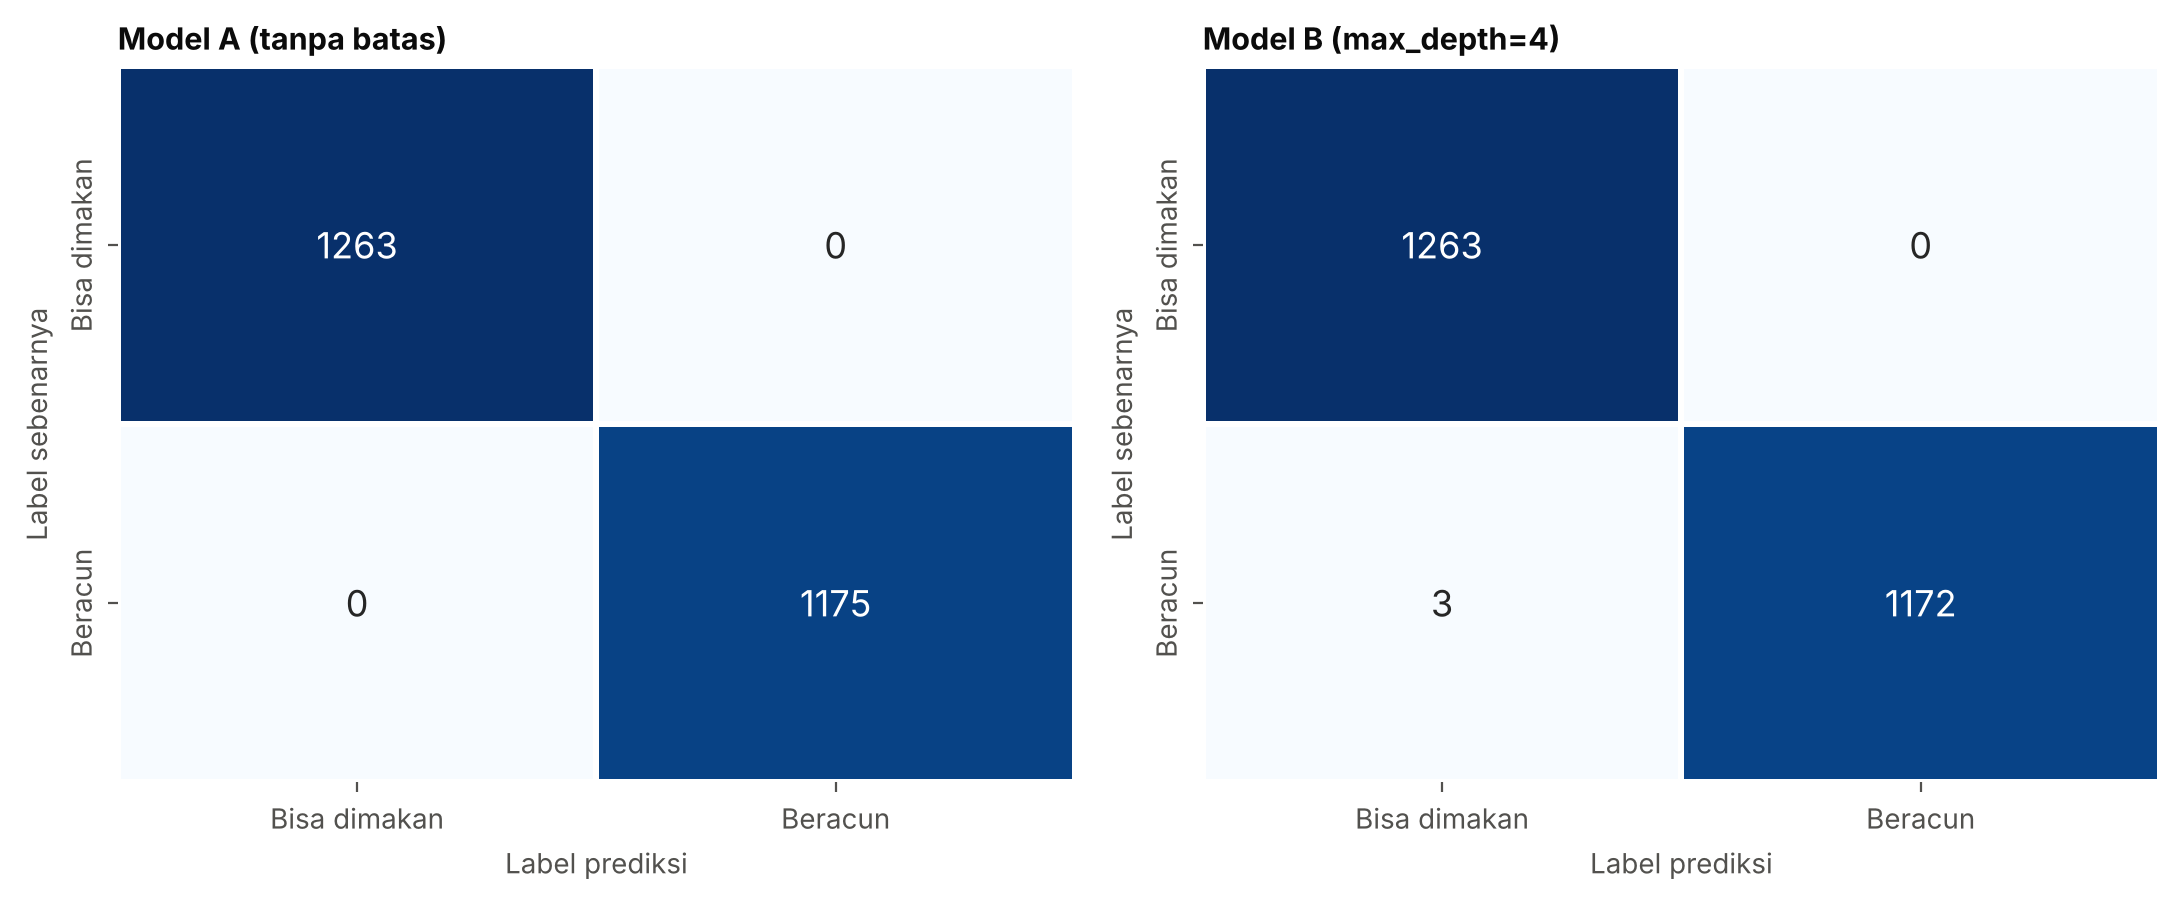 Model A (tanpa batas)
Label sebenarnya
Bisa dimakan
Beracun
1263
0
0
1175
Bisa dimakan
Beracun
Label prediksi
Model B (max_depth=4)
Label sebenarnya
Bisa dimakan
Beracun
1263
0
3
1172
Bisa dimakan
Beracun
Label prediksi